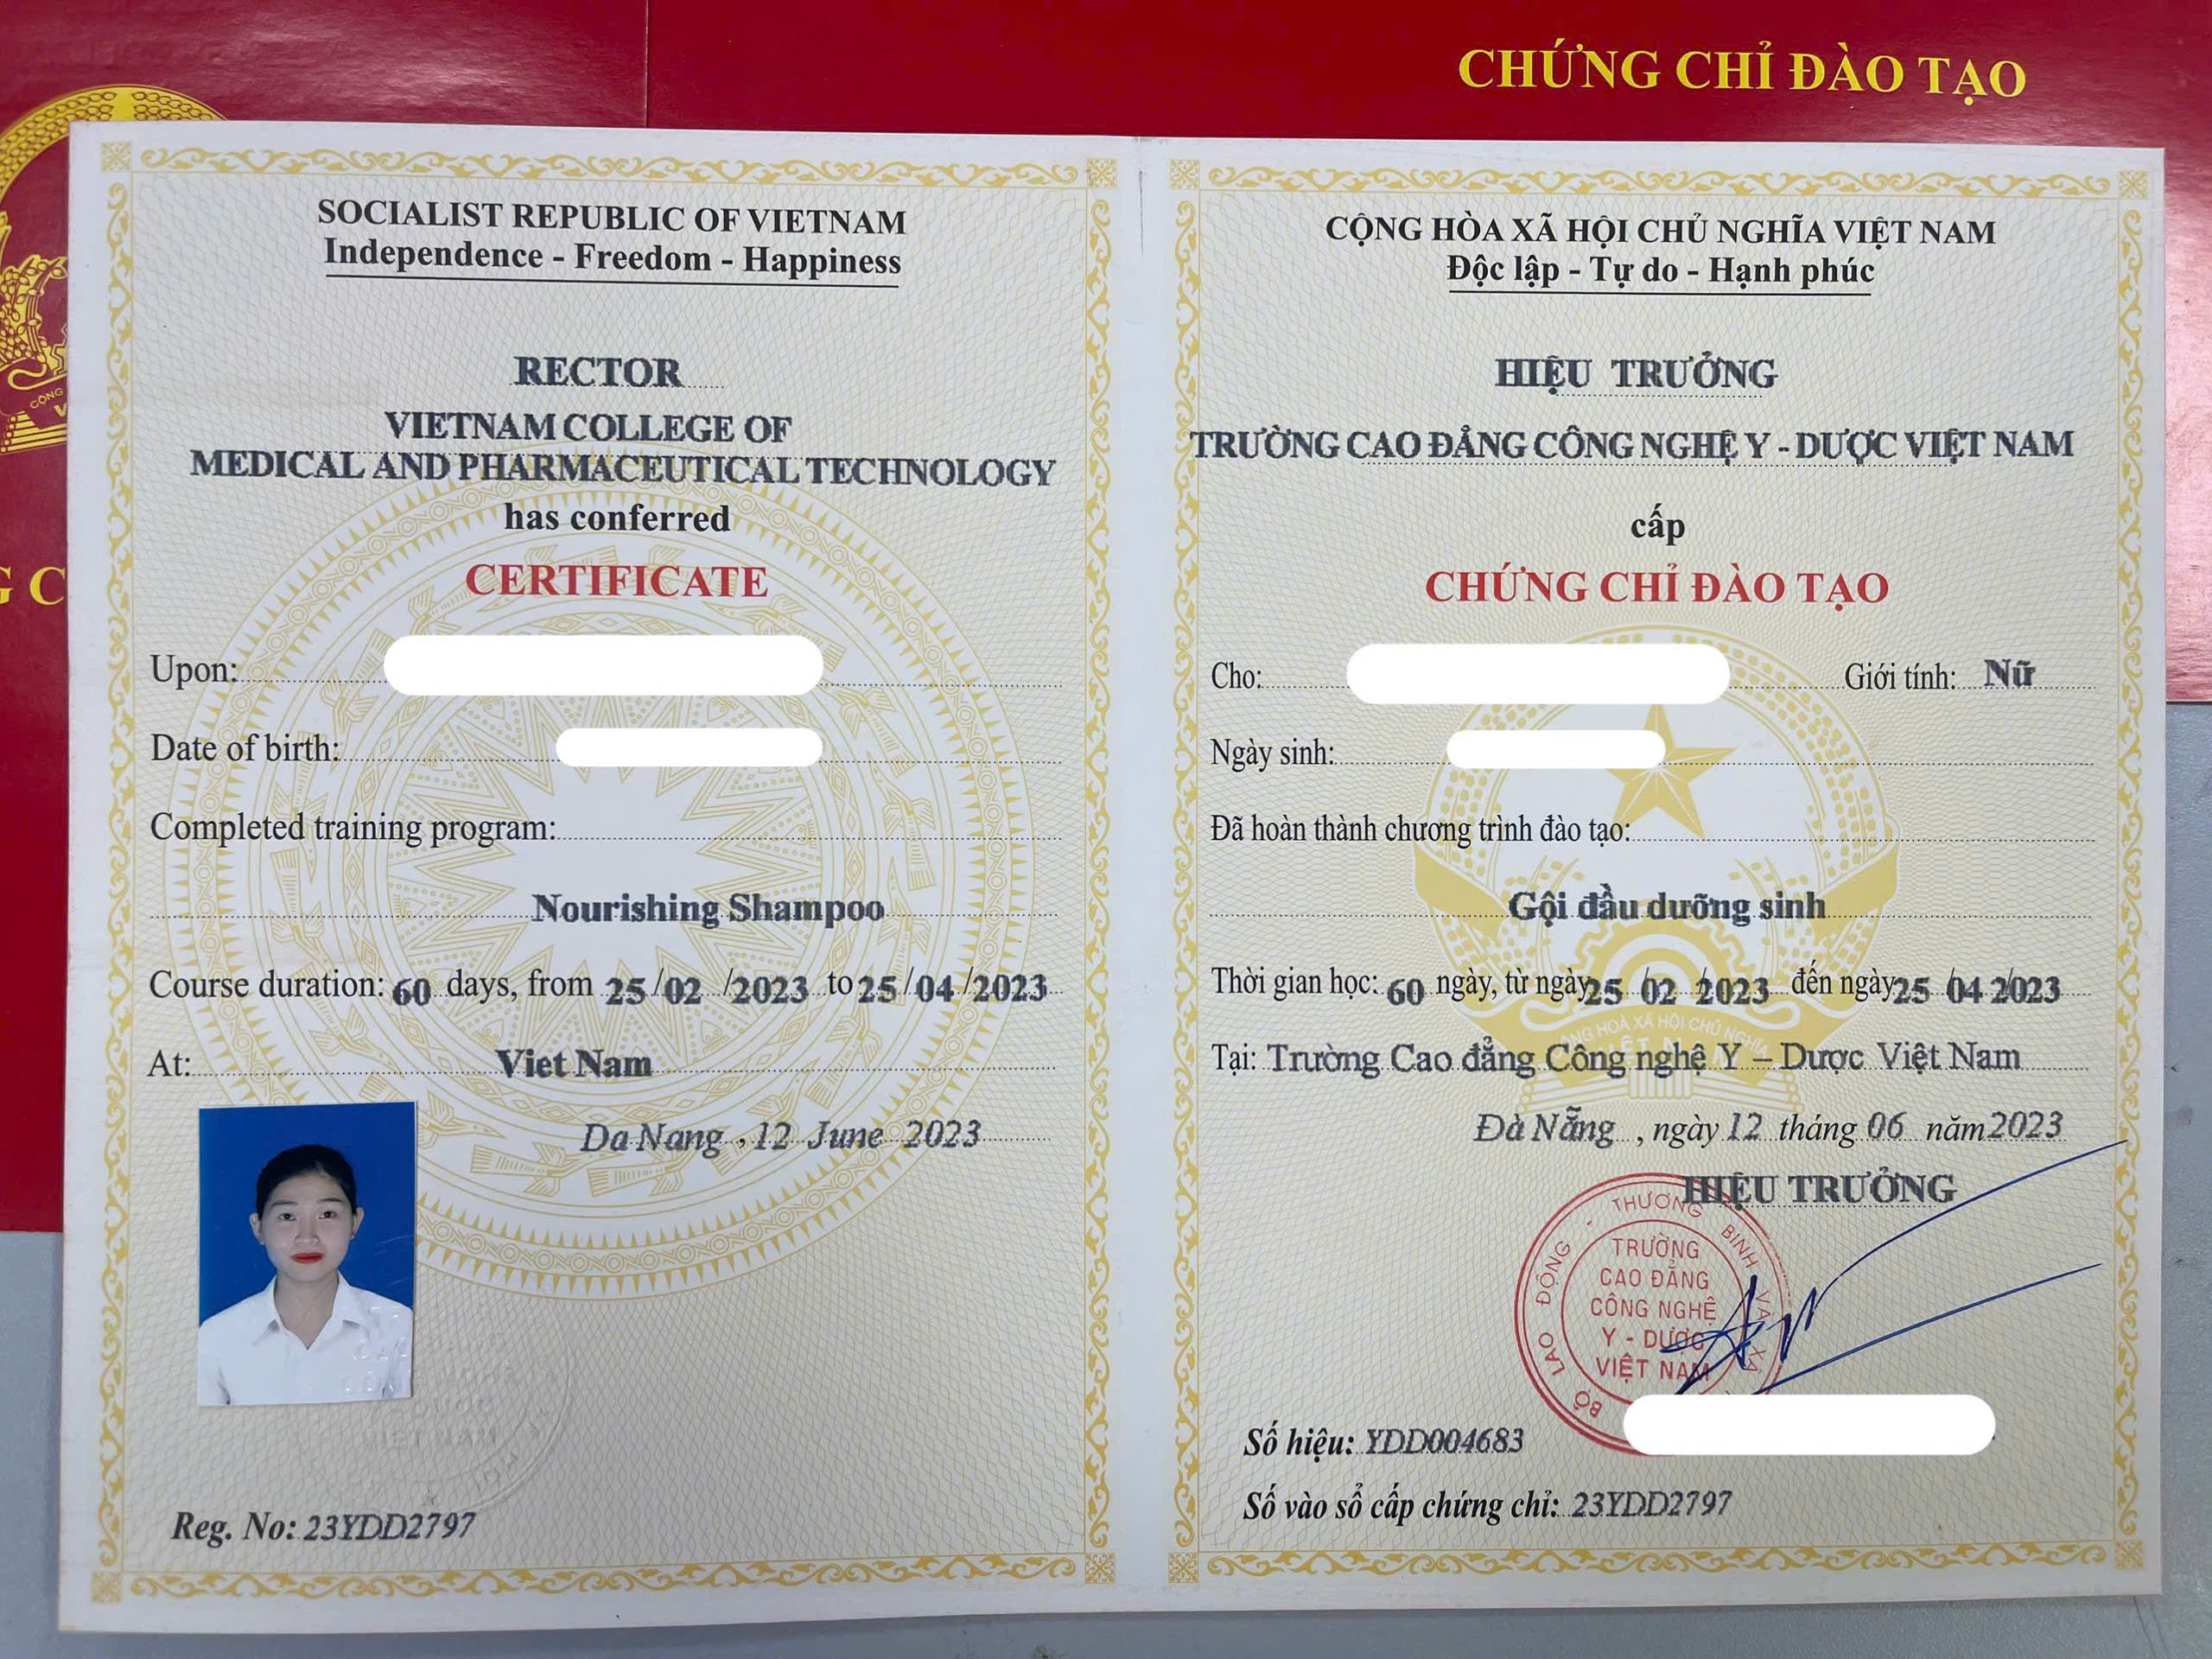 CHỨNG CHỈ ĐÀO TẠO
SOCIALIST REPUBLIC OF VIETNAM
Independence - Freedom - Happiness
RECTOR
VIETNAM COLLEGE OF
MEDICAL AND PHARMACEUTICAL TECHNOLOGY
has conferred
CERTIFICATE
Upon:
Date of birth:
Completed training program:
Nourishing Shampoo
Course duration: 60 days, from 25/02/2023 to 25/04/2023
At: Viet Nam
Da Nang, 12 June 2023
Reg. No: 23YDD2797
CỘNG HÒA XÃ HỘI CHỦ NGHĨA VIỆT NAM
Độc lập - Tự do - Hạnh phúc
HIỆU TRƯỞNG
TRƯỜNG CAO ĐẲNG CÔNG NGHỆ Y - DƯỢC VIỆT NAM
cấp
CHỨNG CHỈ ĐÀO TẠO
Cho: Giới tính: Nữ
Ngày sinh:
Đã hoàn thành chương trình đào tạo:
Gội đầu dưỡng sinh
Thời gian học: 60 ngày, từ ngày 25/02/2023 đến ngày 25/04/2023
Tại: Trường Cao đẳng Công nghệ Y – Dược Việt Nam
Đà Nẵng, ngày 12 tháng 06 năm 2023
HIỆU TRƯỞNG
BỘ LAO ĐỘNG - THƯƠNG BINH VÀ XÃ
TRƯỜNG
CAO ĐẲNG
CÔNG NGHỆ
Y - DƯỢC
VIỆT NAM
Số hiệu: YDD004683
Số vào sổ cấp chứng chỉ: 23YDD2797